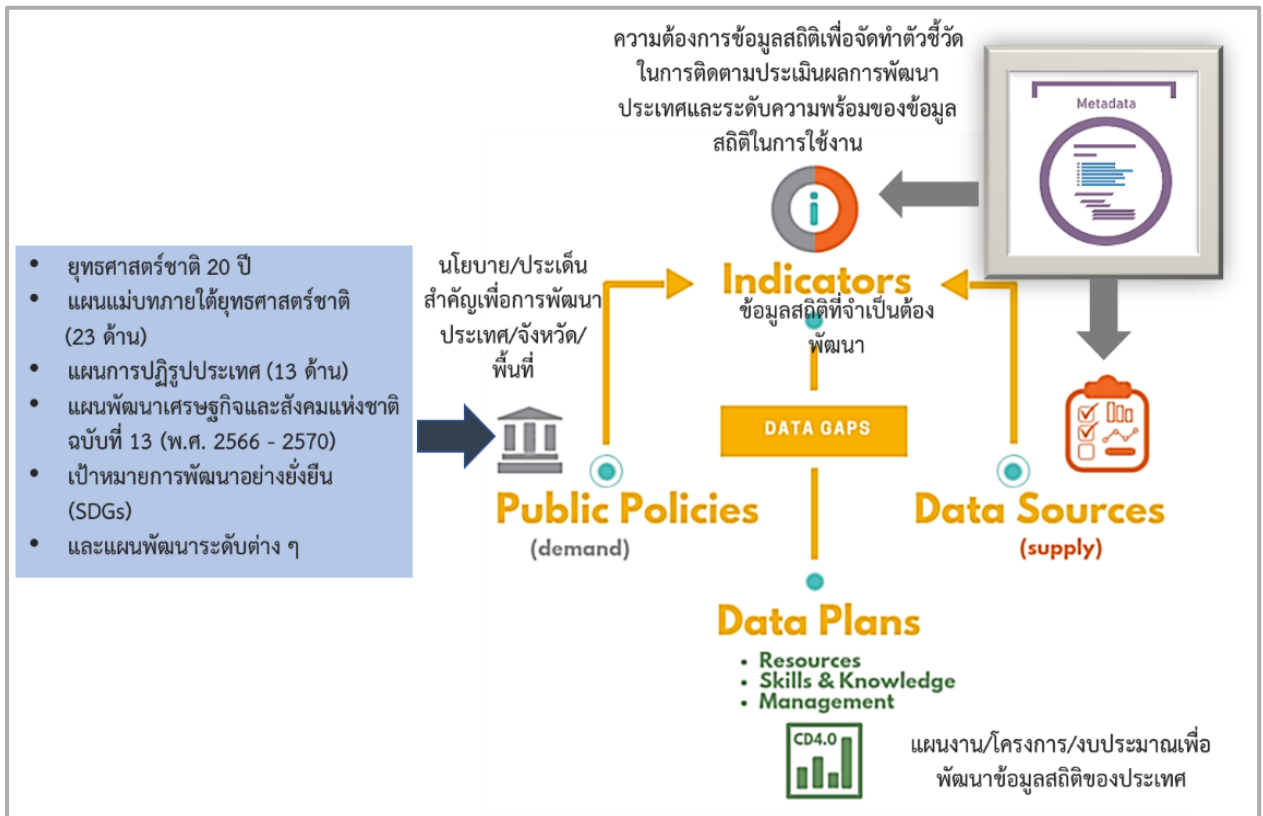 ความต้องการข้อมูลสถิติเพื่อจัดทำตัวชี้วัด
ในการติดตามประเมินผลการพัฒนา
ประเทศและระดับความพร้อมของข้อมูล
สถิติในการใช้งาน
Metadata
i
• ยุทธศาสตร์ชาติ 20 ปี
• แผนแม่บทภายใต้ยุทธศาสตร์ชาติ
(23 ด้าน)
• แผนการปฏิรูปประเทศ (13 ด้าน)
• แผนพัฒนาเศรษฐกิจและสังคมแห่งชาติ
ฉบับที่ 13 (พ.ศ. 2566 - 2570)
• เป้าหมายการพัฒนาอย่างยั่งยืน
(SDGs)
• และแผนพัฒนาระดับต่าง ๆ
นโยบาย/ประเด็น
สำคัญเพื่อการพัฒนา
ประเทศ/จังหวัด/
พื้นที่
Indicators
ข้อมูลสถิติที่จำเป็นต้อง
พัฒนา
DATA GAPS
Public Policies
(demand)
Data Sources
(supply)
Data Plans
• Resources
• Skills & Knowledge
• Management
CD4.0
แผนงาน/โครงการ/งบประมาณเพื่อ
พัฒนาข้อมูลสถิติของประเทศ